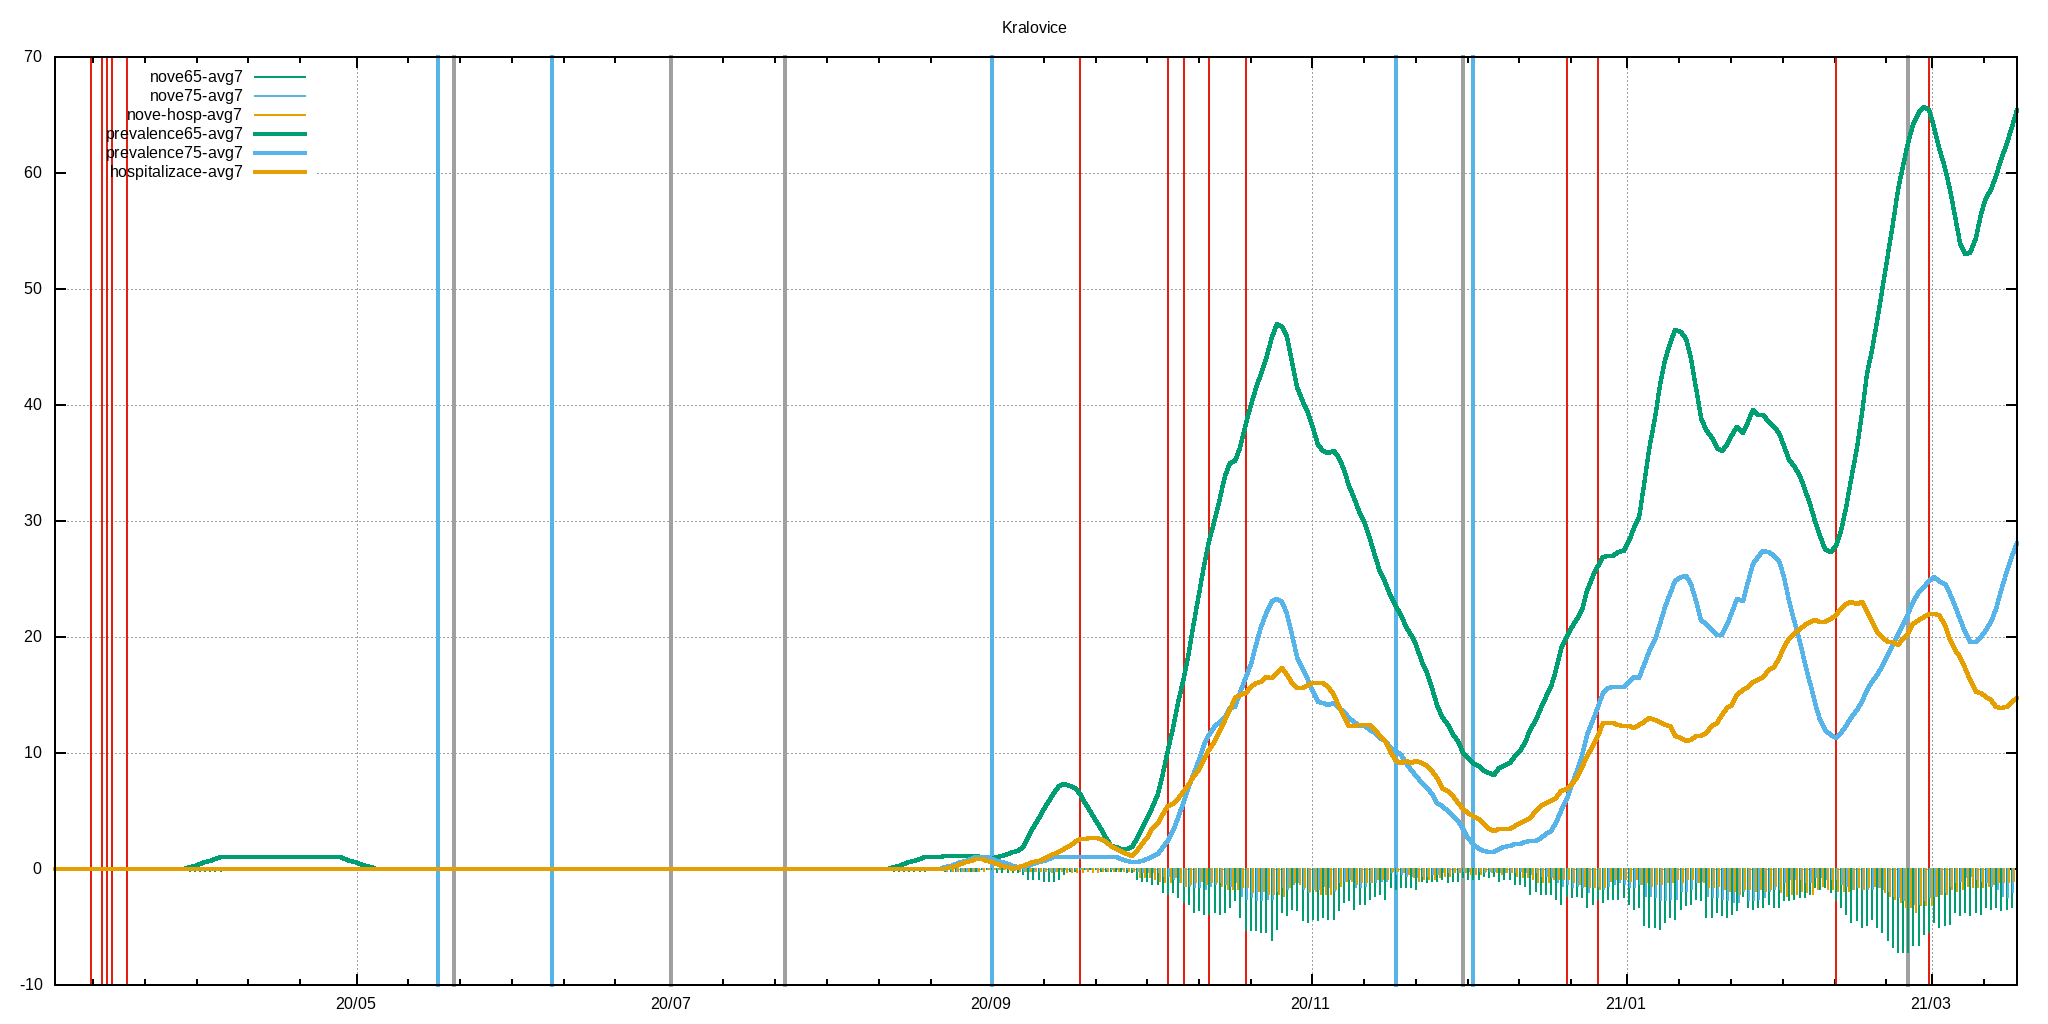 Kralovice
70
60
50
40
30
20
10
0
-10
nove65-avg7
nove75-avg7
nove-hosp-avg7
prevalence65-avg7
prevalence75-avg7
hospitalizace-avg7
20/05 20/07 20/09 20/11 21/01 21/03